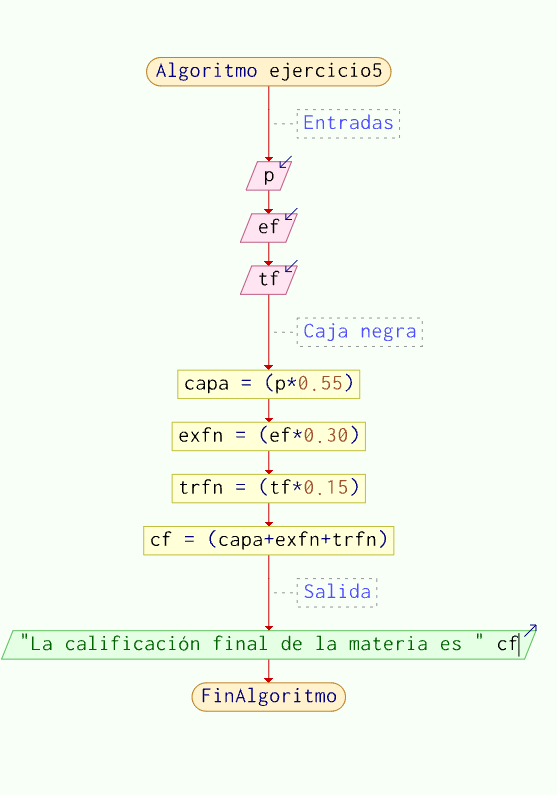 Algoritmo ejercicio5
Entradas
p
ef
tf
Caja negra
capa = (p*0.55)
exfn = (ef*0.30)
trfn = (tf*0.15)
cf = (capa+exfn+trfn)
Salida
"La calificación final de la materia es " cf
FinAlgoritmo